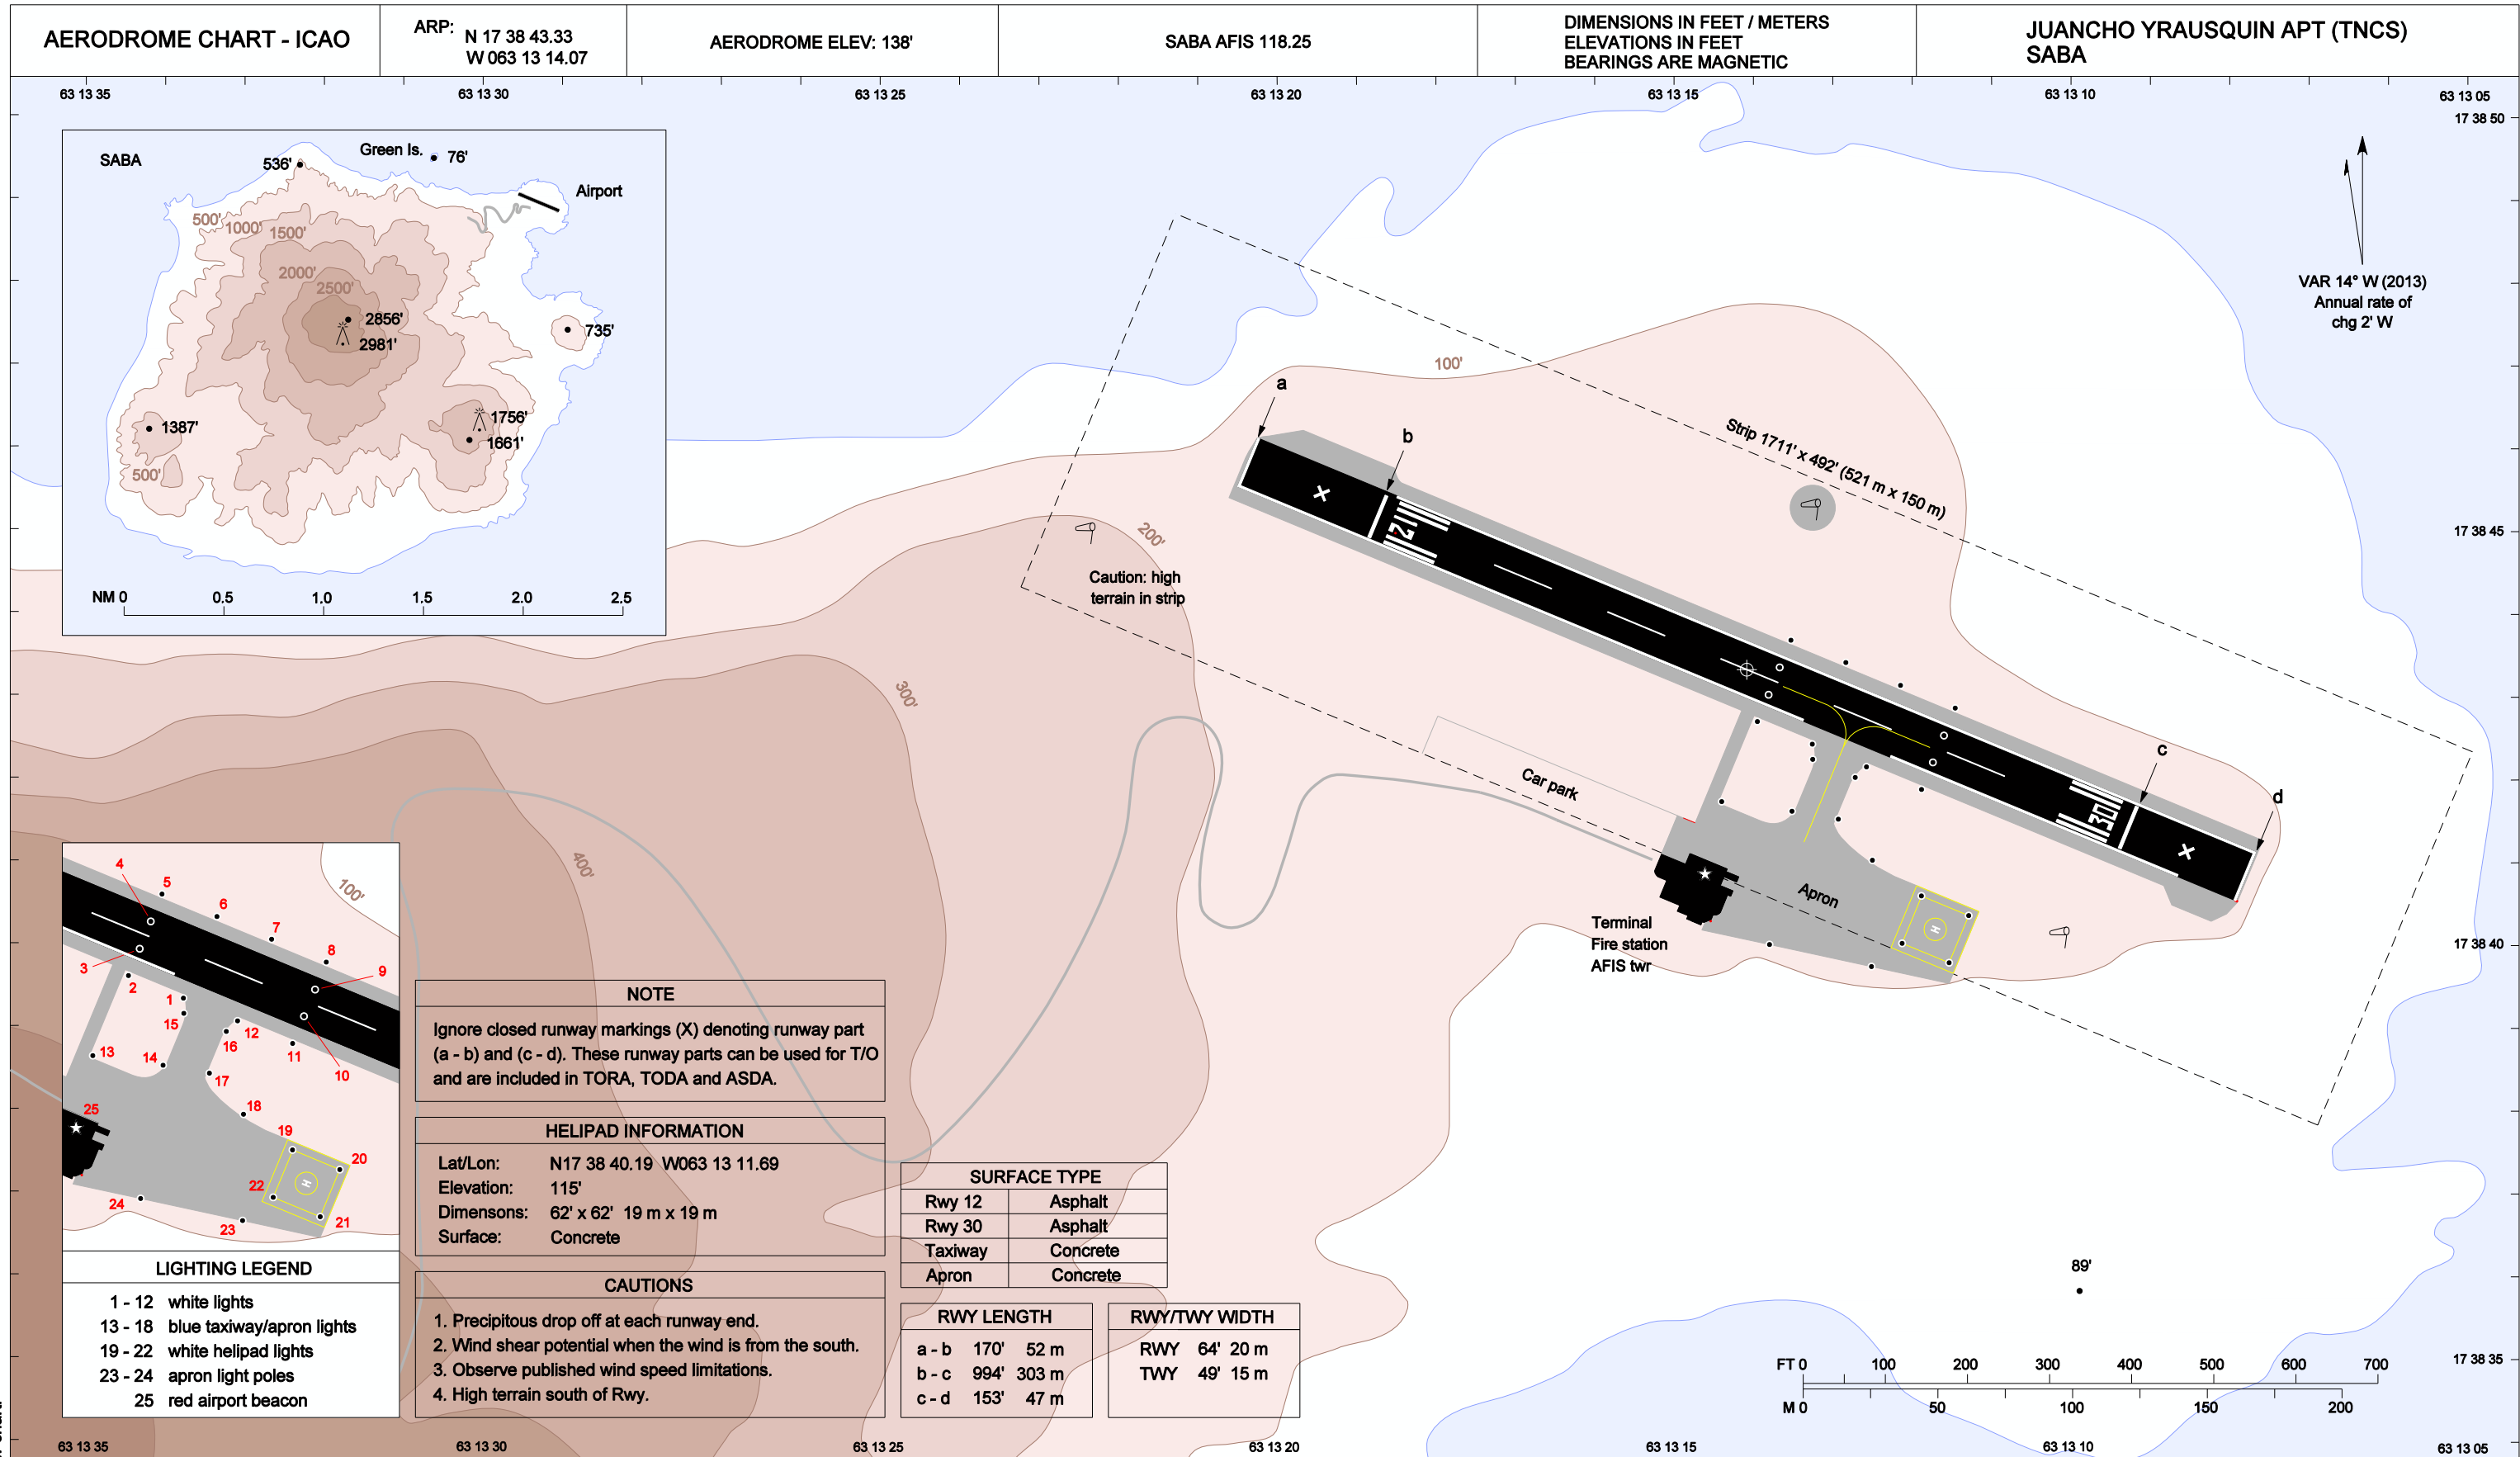 AERODROME CHART - ICAO
ARP: N 17 38 43.33
W 063 13 14.07
AERODROME ELEV: 138'
SABA AFIS 118.25
DIMENSIONS IN FEET / METERS
ELEVATIONS IN FEET
BEARINGS ARE MAGNETIC
JUANCHO YRAUSQUIN APT (TNCS)
SABA
63 13 35
63 13 30
63 13 25
63 13 20
63 13 15
63 13 10
63 13 05
17 38 50
17 38 45
17 38 40
17 38 35
VAR 14° W (2013)
Annual rate of
chg 2' W
SABA
536'
Green Is.
76'
Airport
500'
1000'
1500'
2000'
2500'
2856'
2981'
735'
1387'
1756'
1661'
500'
NM 0 0.5 1.0 1.5 2.0 2.5
100'
200'
300'
400'
a
b
c
d
Strip 1711' x 492' (521 m x 150 m)
Caution: high
terrain in strip
12
30
X
X
Car park
Apron
H
Terminal
Fire station
AFIS twr
89'
4
5
6
7
8
9
3
2
1
15
12
16
11
10
13
14
17
18
25
19
20
22
21
24
23
100'
H
LIGHTING LEGEND
1 - 12 white lights
13 - 18 blue taxiway/apron lights
19 - 22 white helipad lights
23 - 24 apron light poles
25 red airport beacon
NOTE
Ignore closed runway markings (X) denoting runway part
(a - b) and (c - d). These runway parts can be used for T/O
and are included in TORA, TODA and ASDA.
HELIPAD INFORMATION
Lat/Lon: N17 38 40.19 W063 13 11.69
Elevation: 115'
Dimensons: 62' x 62' 19 m x 19 m
Surface: Concrete
CAUTIONS
1. Precipitous drop off at each runway end.
2. Wind shear potential when the wind is from the south.
3. Observe published wind speed limitations.
4. High terrain south of Rwy.
SURFACE TYPE
Rwy 12 Asphalt
Rwy 30 Asphalt
Taxiway Concrete
Apron Concrete
RWY LENGTH
a - b 170' 52 m
b - c 994' 303 m
c - d 153' 47 m
RWY/TWY WIDTH
RWY 64' 20 m
TWY 49' 15 m
FT 0 100 200 300 400 500 600 700
M 0 50 100 150 200
63 13 35
63 13 30
63 13 25
63 13 20
63 13 15
63 13 10
63 13 05